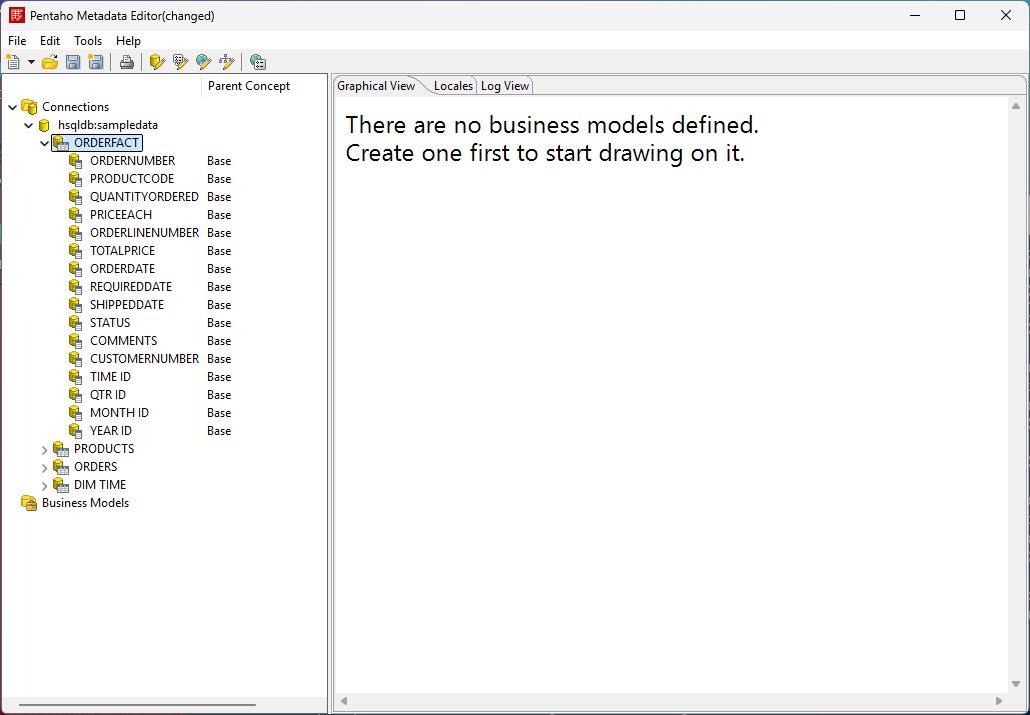 Pentaho Metadata Editor(changed)
File Edit Tools Help
Parent Concept
Connections
hsqldb:sampledata
ORDERFACT
ORDERNUMBER Base
PRODUCTCODE Base
QUANTITYORDERED Base
PRICEEACH Base
ORDERLINENUMBER Base
TOTALPRICE Base
ORDERDATE Base
REQUIREDDATE Base
SHIPPEDDATE Base
STATUS Base
COMMENTS Base
CUSTOMERNUMBER Base
TIME ID Base
QTR ID Base
MONTH ID Base
YEAR ID Base
PRODUCTS
ORDERS
DIM TIME
Business Models
Graphical View Locales Log View
There are no business models defined.
Create one first to start drawing on it.